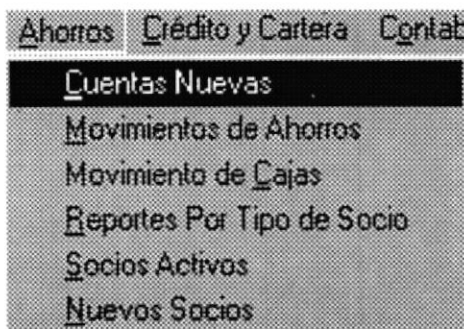 Ahorros Crédito y Cartera Contab
Cuentas Nuevas
Movimientos de Ahorros
Movimiento de Cajas
Reportes Por Tipo de Socio
Socios Activos
Nuevos Socios